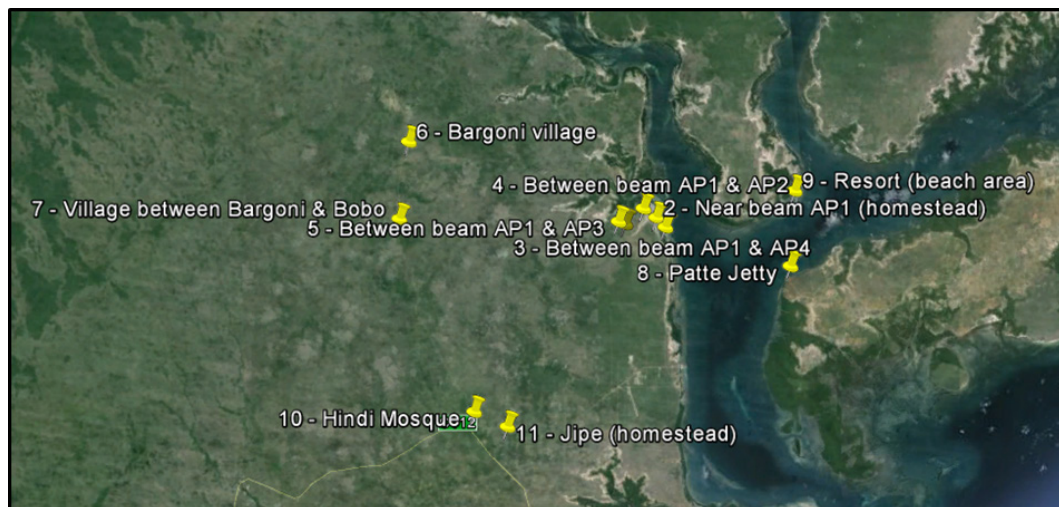 6 - Bargoni village
4 - Between beam AP1 & AP2
9 - Resort (beach area)
7 - Village between Bargoni & Bobo
2 - Near beam AP1 (homestead)
5 - Between beam AP1 & AP3
3 - Between beam AP1 & AP4
8 - Patte Jetty
10 - Hindi Mosque
11 - Jipe (homestead)